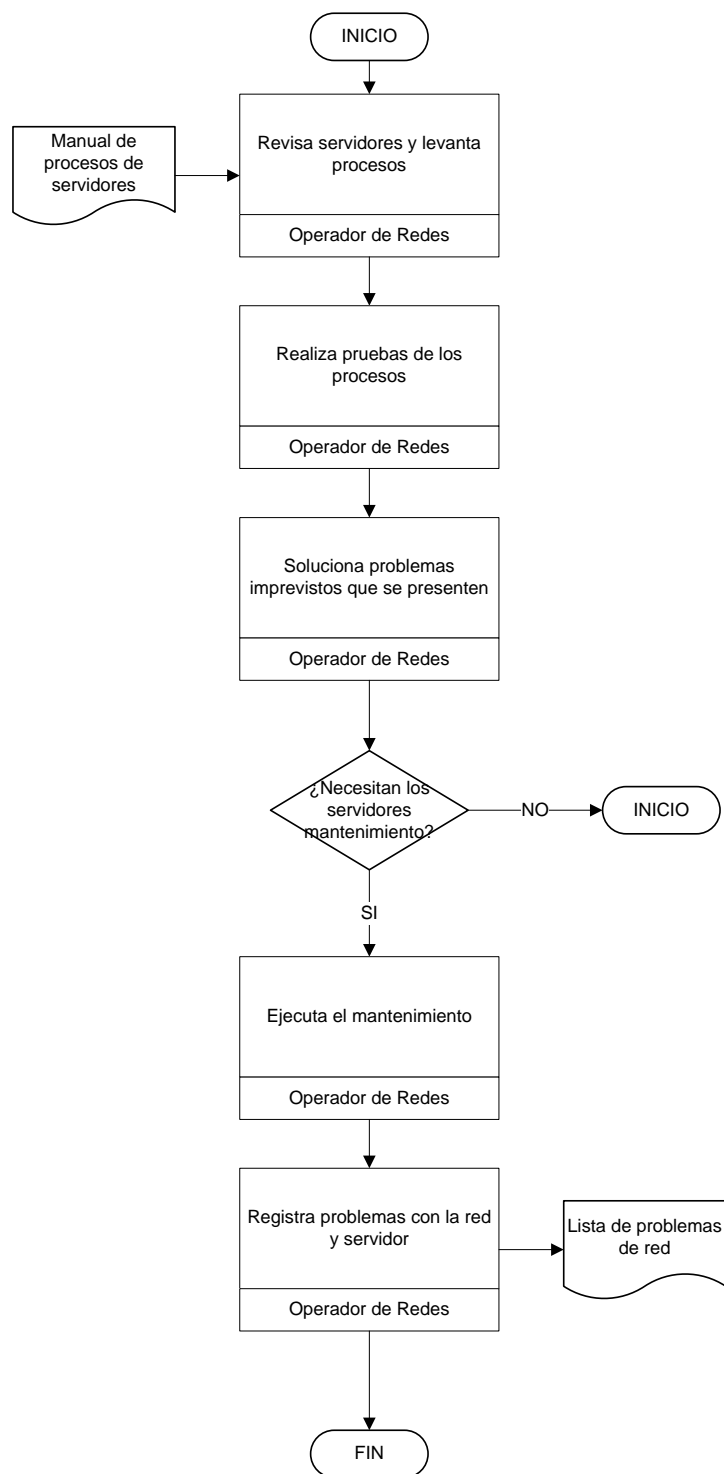 INICIO
Manual de
procesos de
servidores
Revisa servidores y levanta
procesos
Operador de Redes
Realiza pruebas de los
procesos
Operador de Redes
Soluciona problemas
imprevistos que se presenten
Operador de Redes
¿Necesitan los
servidores
mantenimiento?
NO
INICIO
SI
Ejecuta el mantenimiento
Operador de Redes
Registra problemas con la red
y servidor
Operador de Redes
Lista de problemas
de red
FIN